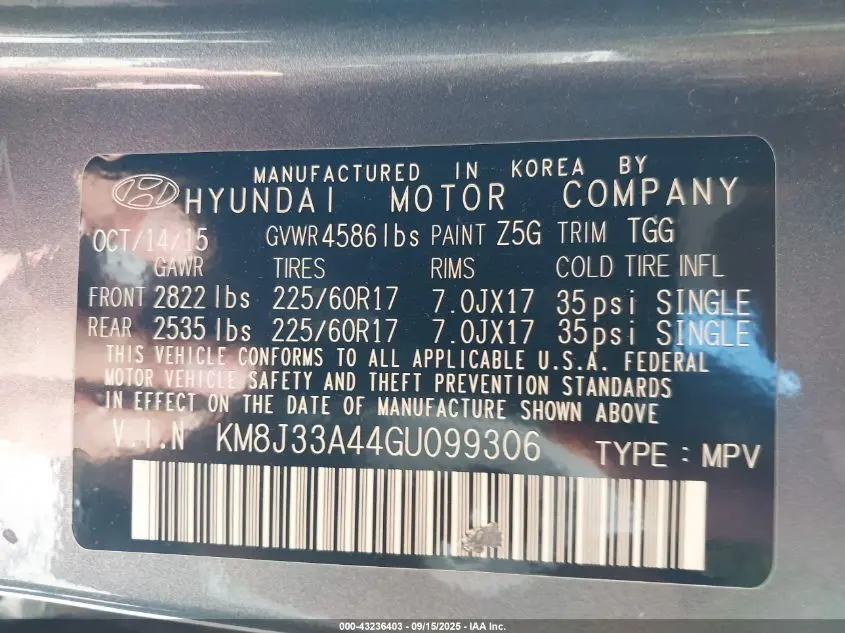 MANUFACTURED IN KOREA BY
HYUNDAI MOTOR COMPANY
OCT/14/15 GVWR 4586 lbs PAINT Z5G TRIM TGG
GAWR TIRES RIMS COLD TIRE INFL
FRONT 2822 lbs 225/60R17 7.0JX17 35psi SINGLE
REAR 2535 lbs 225/60R17 7.0JX17 35psi SINGLE
THIS VEHICLE CONFORMS TO ALL APPLICABLE U.S.A. FEDERAL
MOTOR VEHICLE SAFETY AND THEFT PREVENTION STANDARDS
IN EFFECT ON THE DATE OF MANUFACTURE SHOWN ABOVE
V.I.N KM8J33A44GU099306 TYPE : MPV
000-43236403 - 09/15/2025 - IAA Inc.